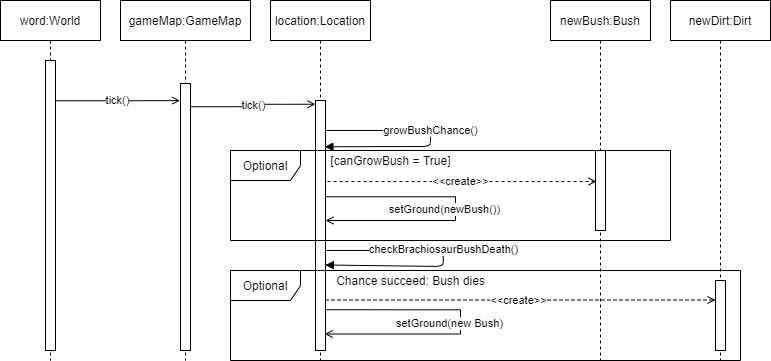 word:World
gameMap:GameMap
location:Location
newBush:Bush
newDirt:Dirt
tick()
tick()
growBushChance()
Optional
[canGrowBush = True]
<<create>>
setGround(newBush())
checkBrachiosaurBushDeath()
Optional
Chance succeed: Bush dies
<<create>>
setGround(new Bush)